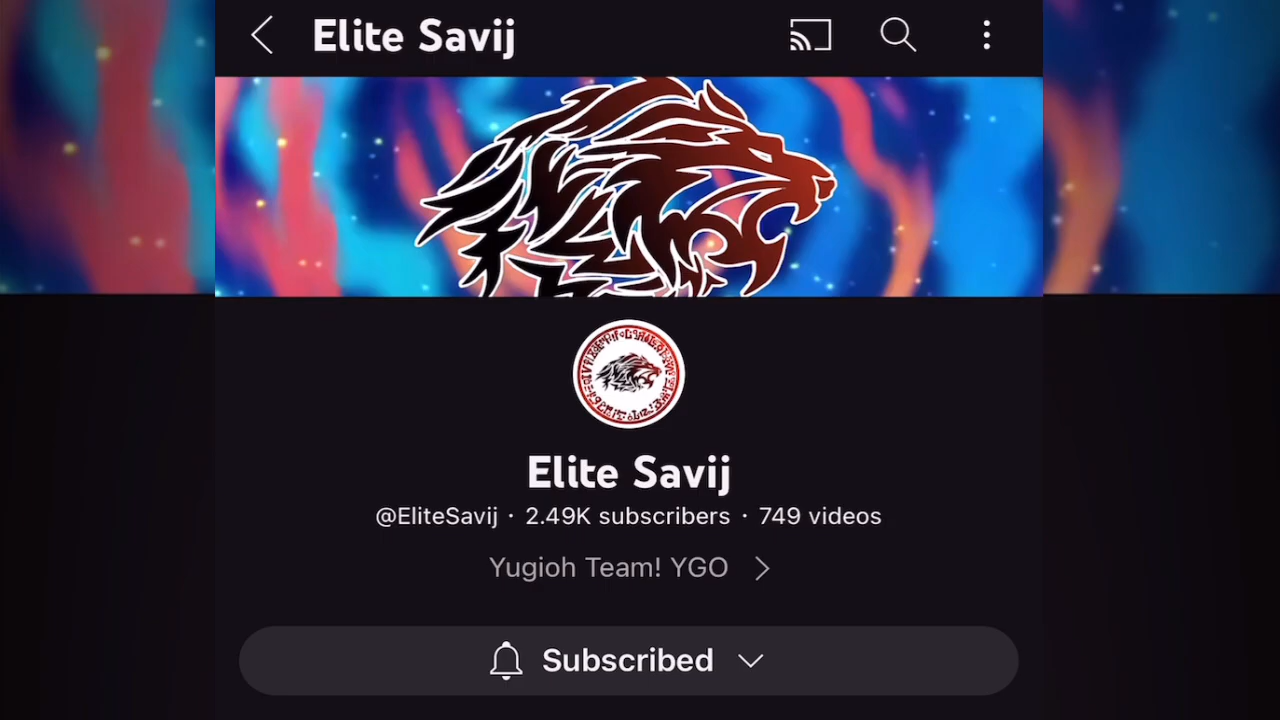 Elite Savij
Elite Savij
@EliteSavij · 2.49K subscribers · 749 videos
Yugioh Team! YGO
Subscribed